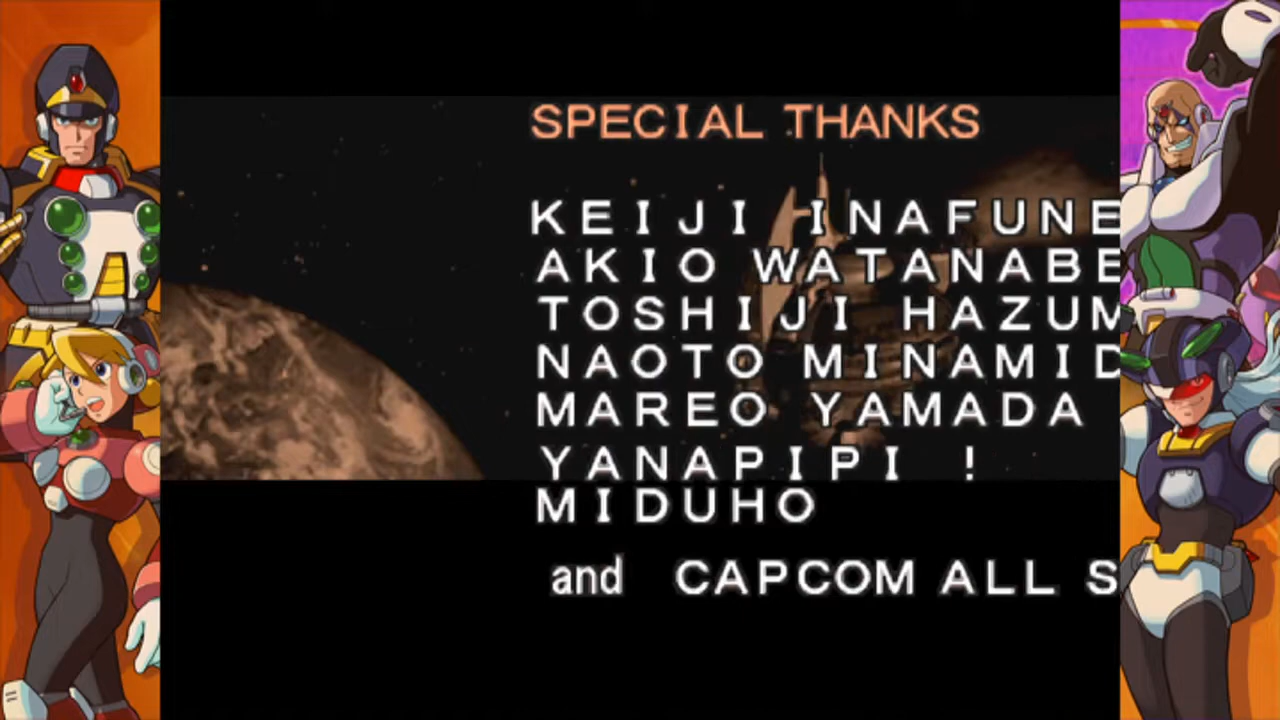 SPECIAL THANKS
KEIJI INAFUNE
AKIO WATANABE
TOSHIJI HAZUM
NAOTO MINAMID
MAREO YAMADA
YANAPIPI !
MIDUHO
and CAPCOM ALL S